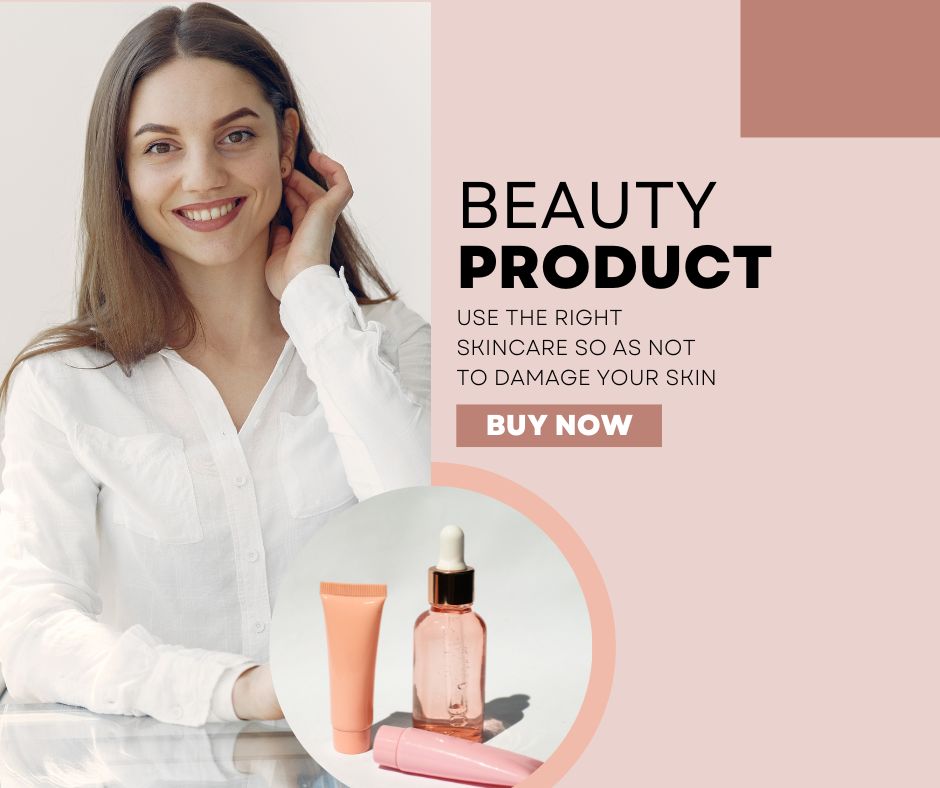 BEAUTY
PRODUCT
USE THE RIGHT
SKINCARE SO AS NOT
TO DAMAGE YOUR SKIN
BUY NOW